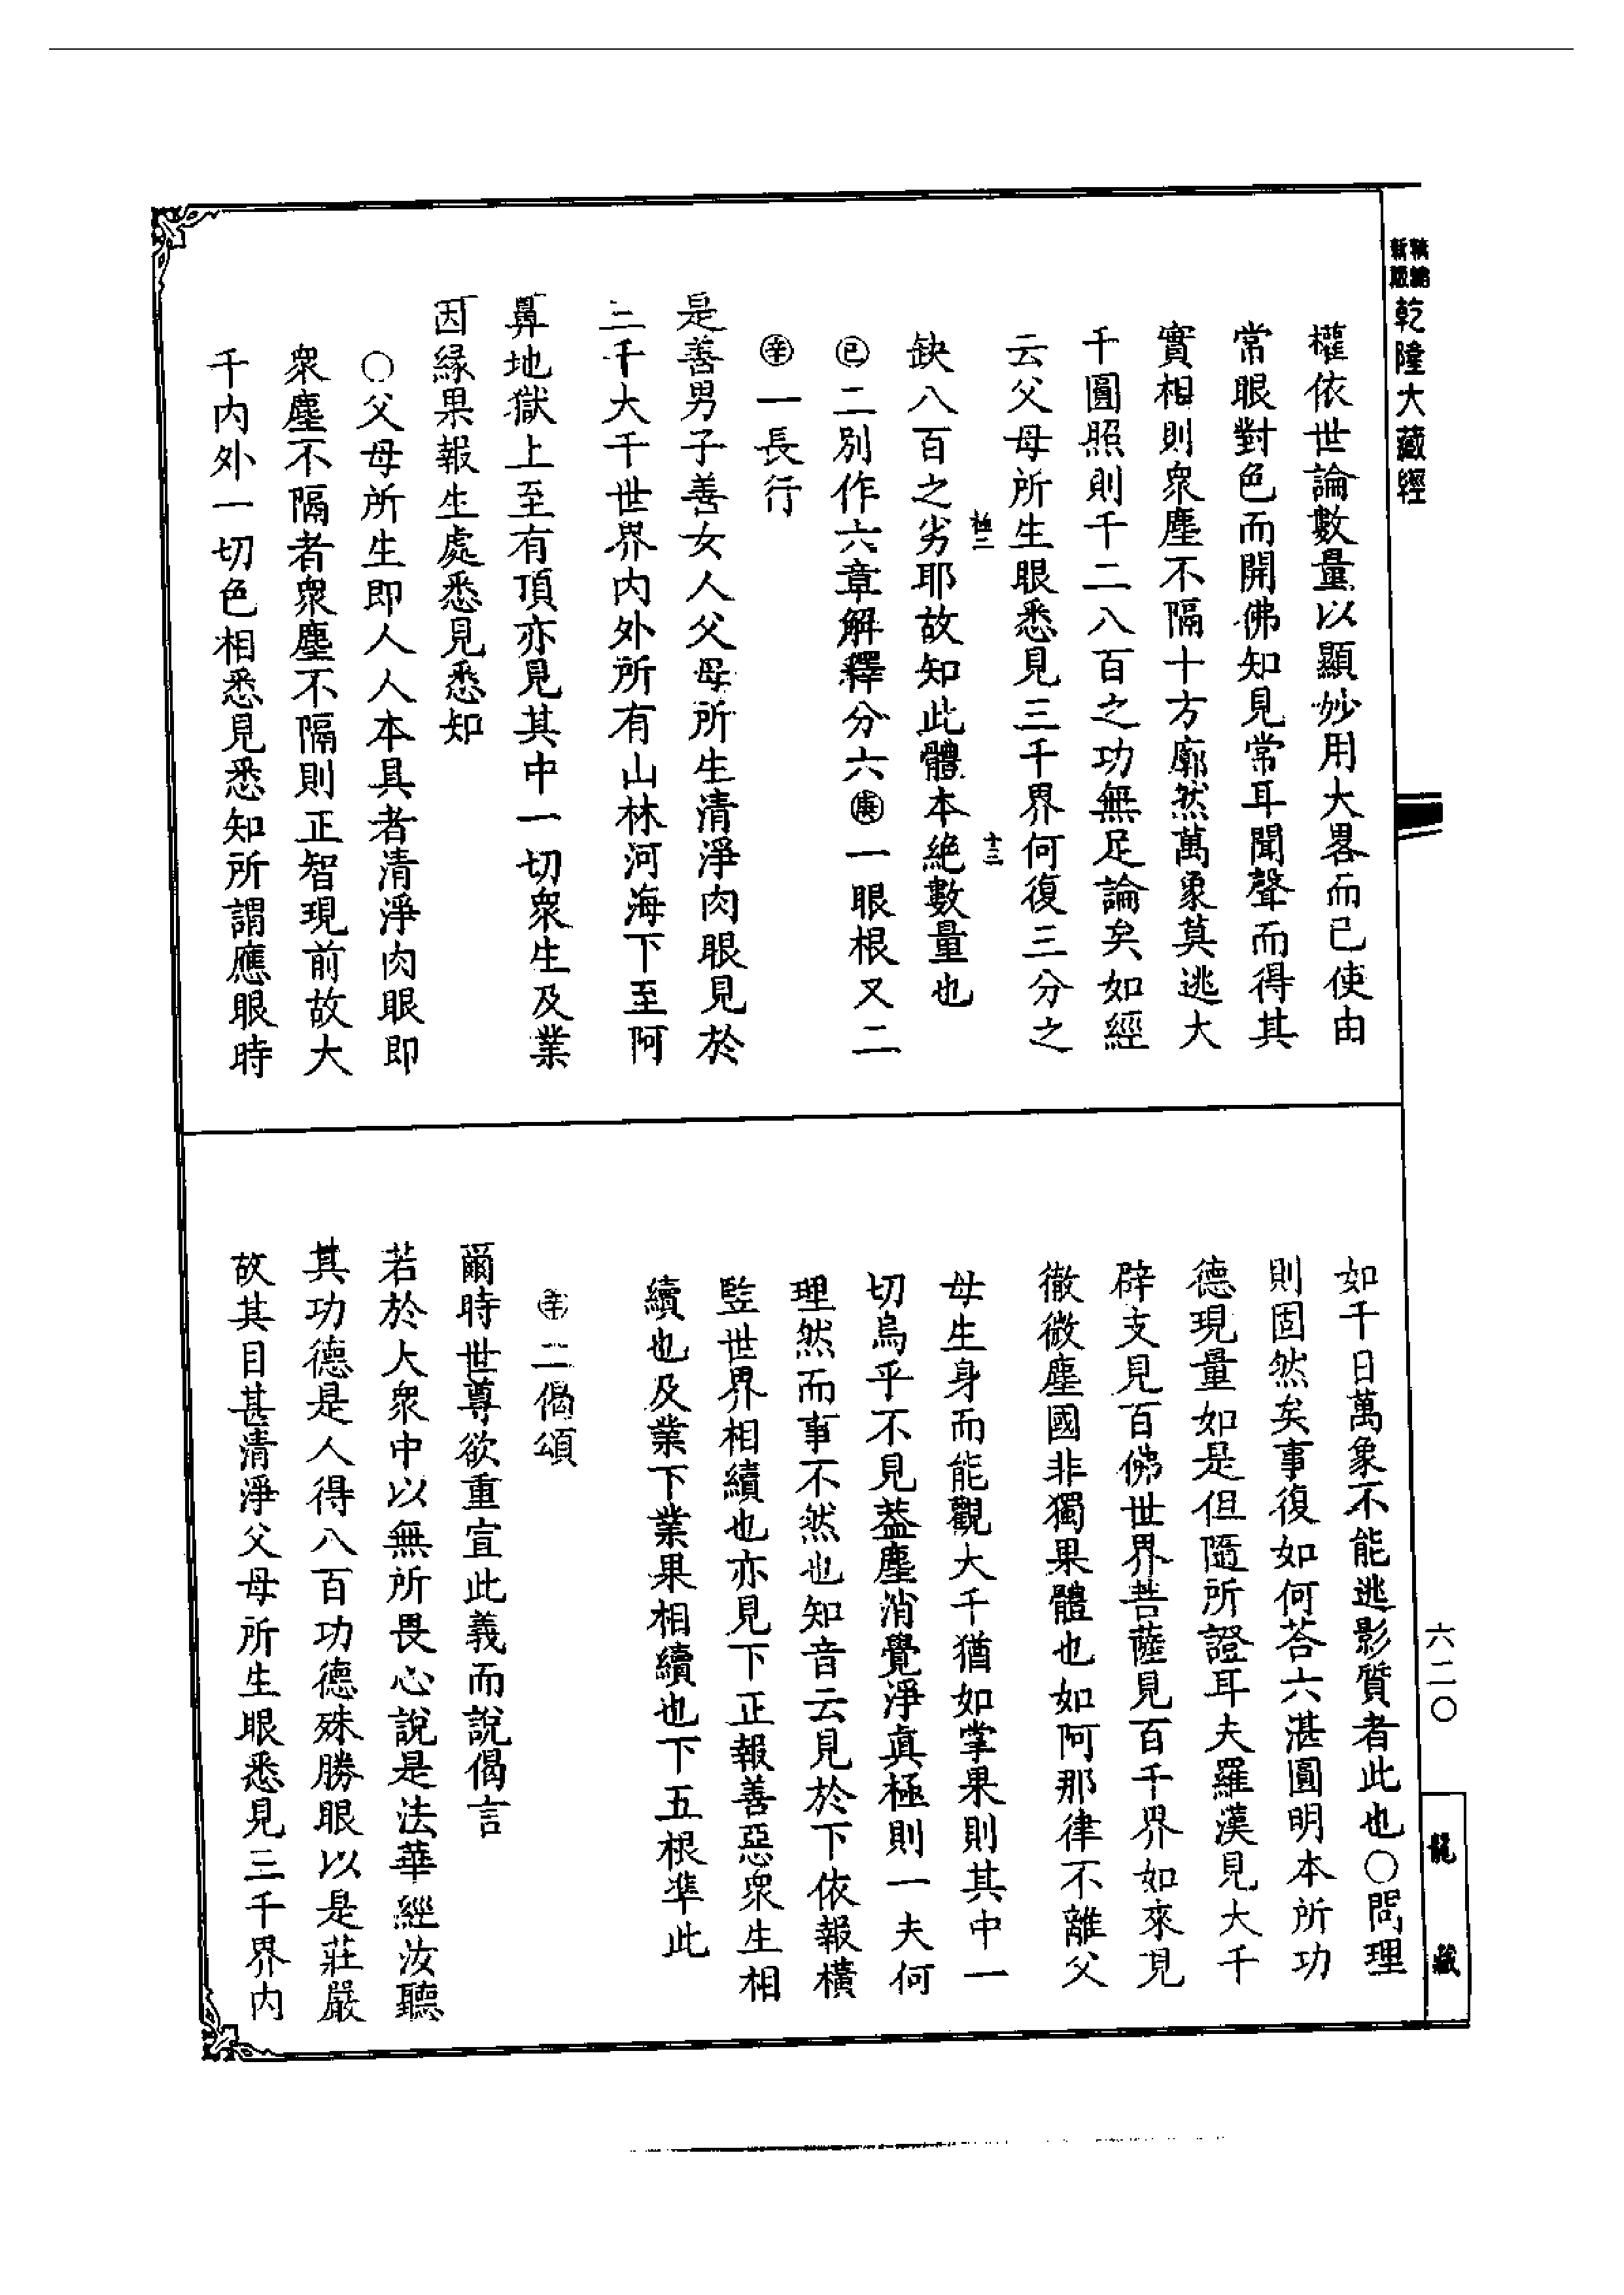 新版精縮
乾隆大藏經
權依世論數量以顯妙用大畧而已使由
常眼對色而開佛知見常耳聞聲而得其
實相則衆塵不隔十方廓然萬象莫逃大
千圓照則千二八百之功無足論矣如經
云父母所生眼悉見三千界何復三分之
十三
缺八百之劣耶故知此體本絶數量也
㊁二別作六章解釋分六㊂一眼根又二
一長行
是善男子善女人父母所生清淨肉眼見於
三千大千世界内外所有山林河海下至阿
鼻地獄上至有頂亦見其中一切衆生及業
因緣果報生處悉見悉知
〇父母所生即人人本具者清淨肉眼即
衆塵不隔者衆塵不隔則正智現前故大
千内外一切色相悉見悉知所謂應眼時
六二〇
龍藏
如千日萬象不能逃影質者此也〇問理
則固然矣事復如何荅六湛圓明本所功
德現量如是但隨所證耳夫羅漢見大千
辟支見百佛世界菩薩見百千界如來見
徹微塵國非獨果體也如阿那律不離父
母生身而能觀大千猶如掌果則其中一
切烏乎不見葢塵消覺淨眞極則一夫何
理然而事不然也知音云見於下依報橫
監世界相續也亦見下正報善惡衆生相
續也及業下業果相續也下五根準此
二偈頌
爾時世尊欲重宣此義而說偈言
若於大衆中以無所畏心說是法華經汝聽
其功德是人得八百功德殊勝眼以是莊嚴
故其目甚清淨父母所生眼悉見三千界内